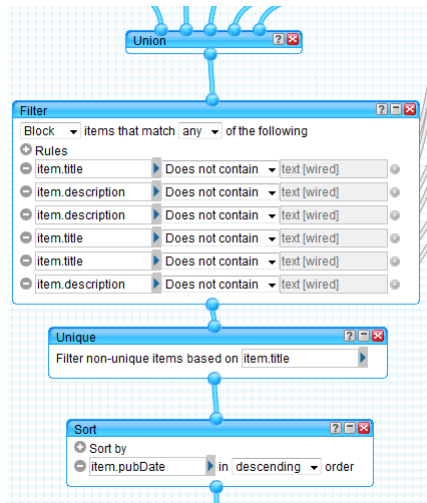 Union
Filter
Block items that match any of the following
Rules
item.title Does not contain text [wired]
item.description Does not contain text [wired]
item.description Does not contain text [wired]
item.title Does not contain text [wired]
item.title Does not contain text [wired]
item.description Does not contain text [wired]
Unique
Filter non-unique items based on item.title
Sort
Sort by
item.pubDate in descending order